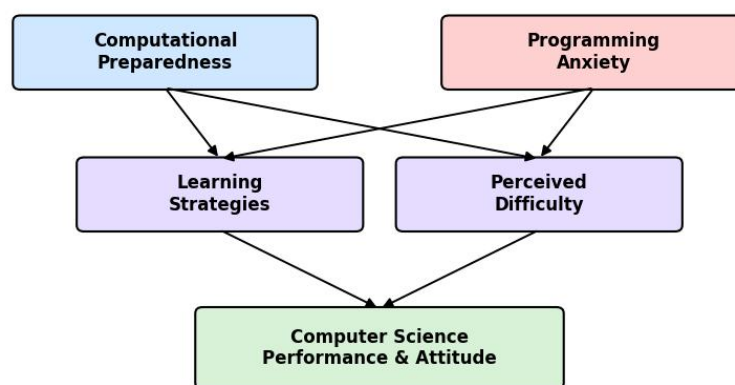 Computational
Preparedness
Programming
Anxiety
Learning
Strategies
Perceived
Difficulty
Computer Science
Performance & Attitude